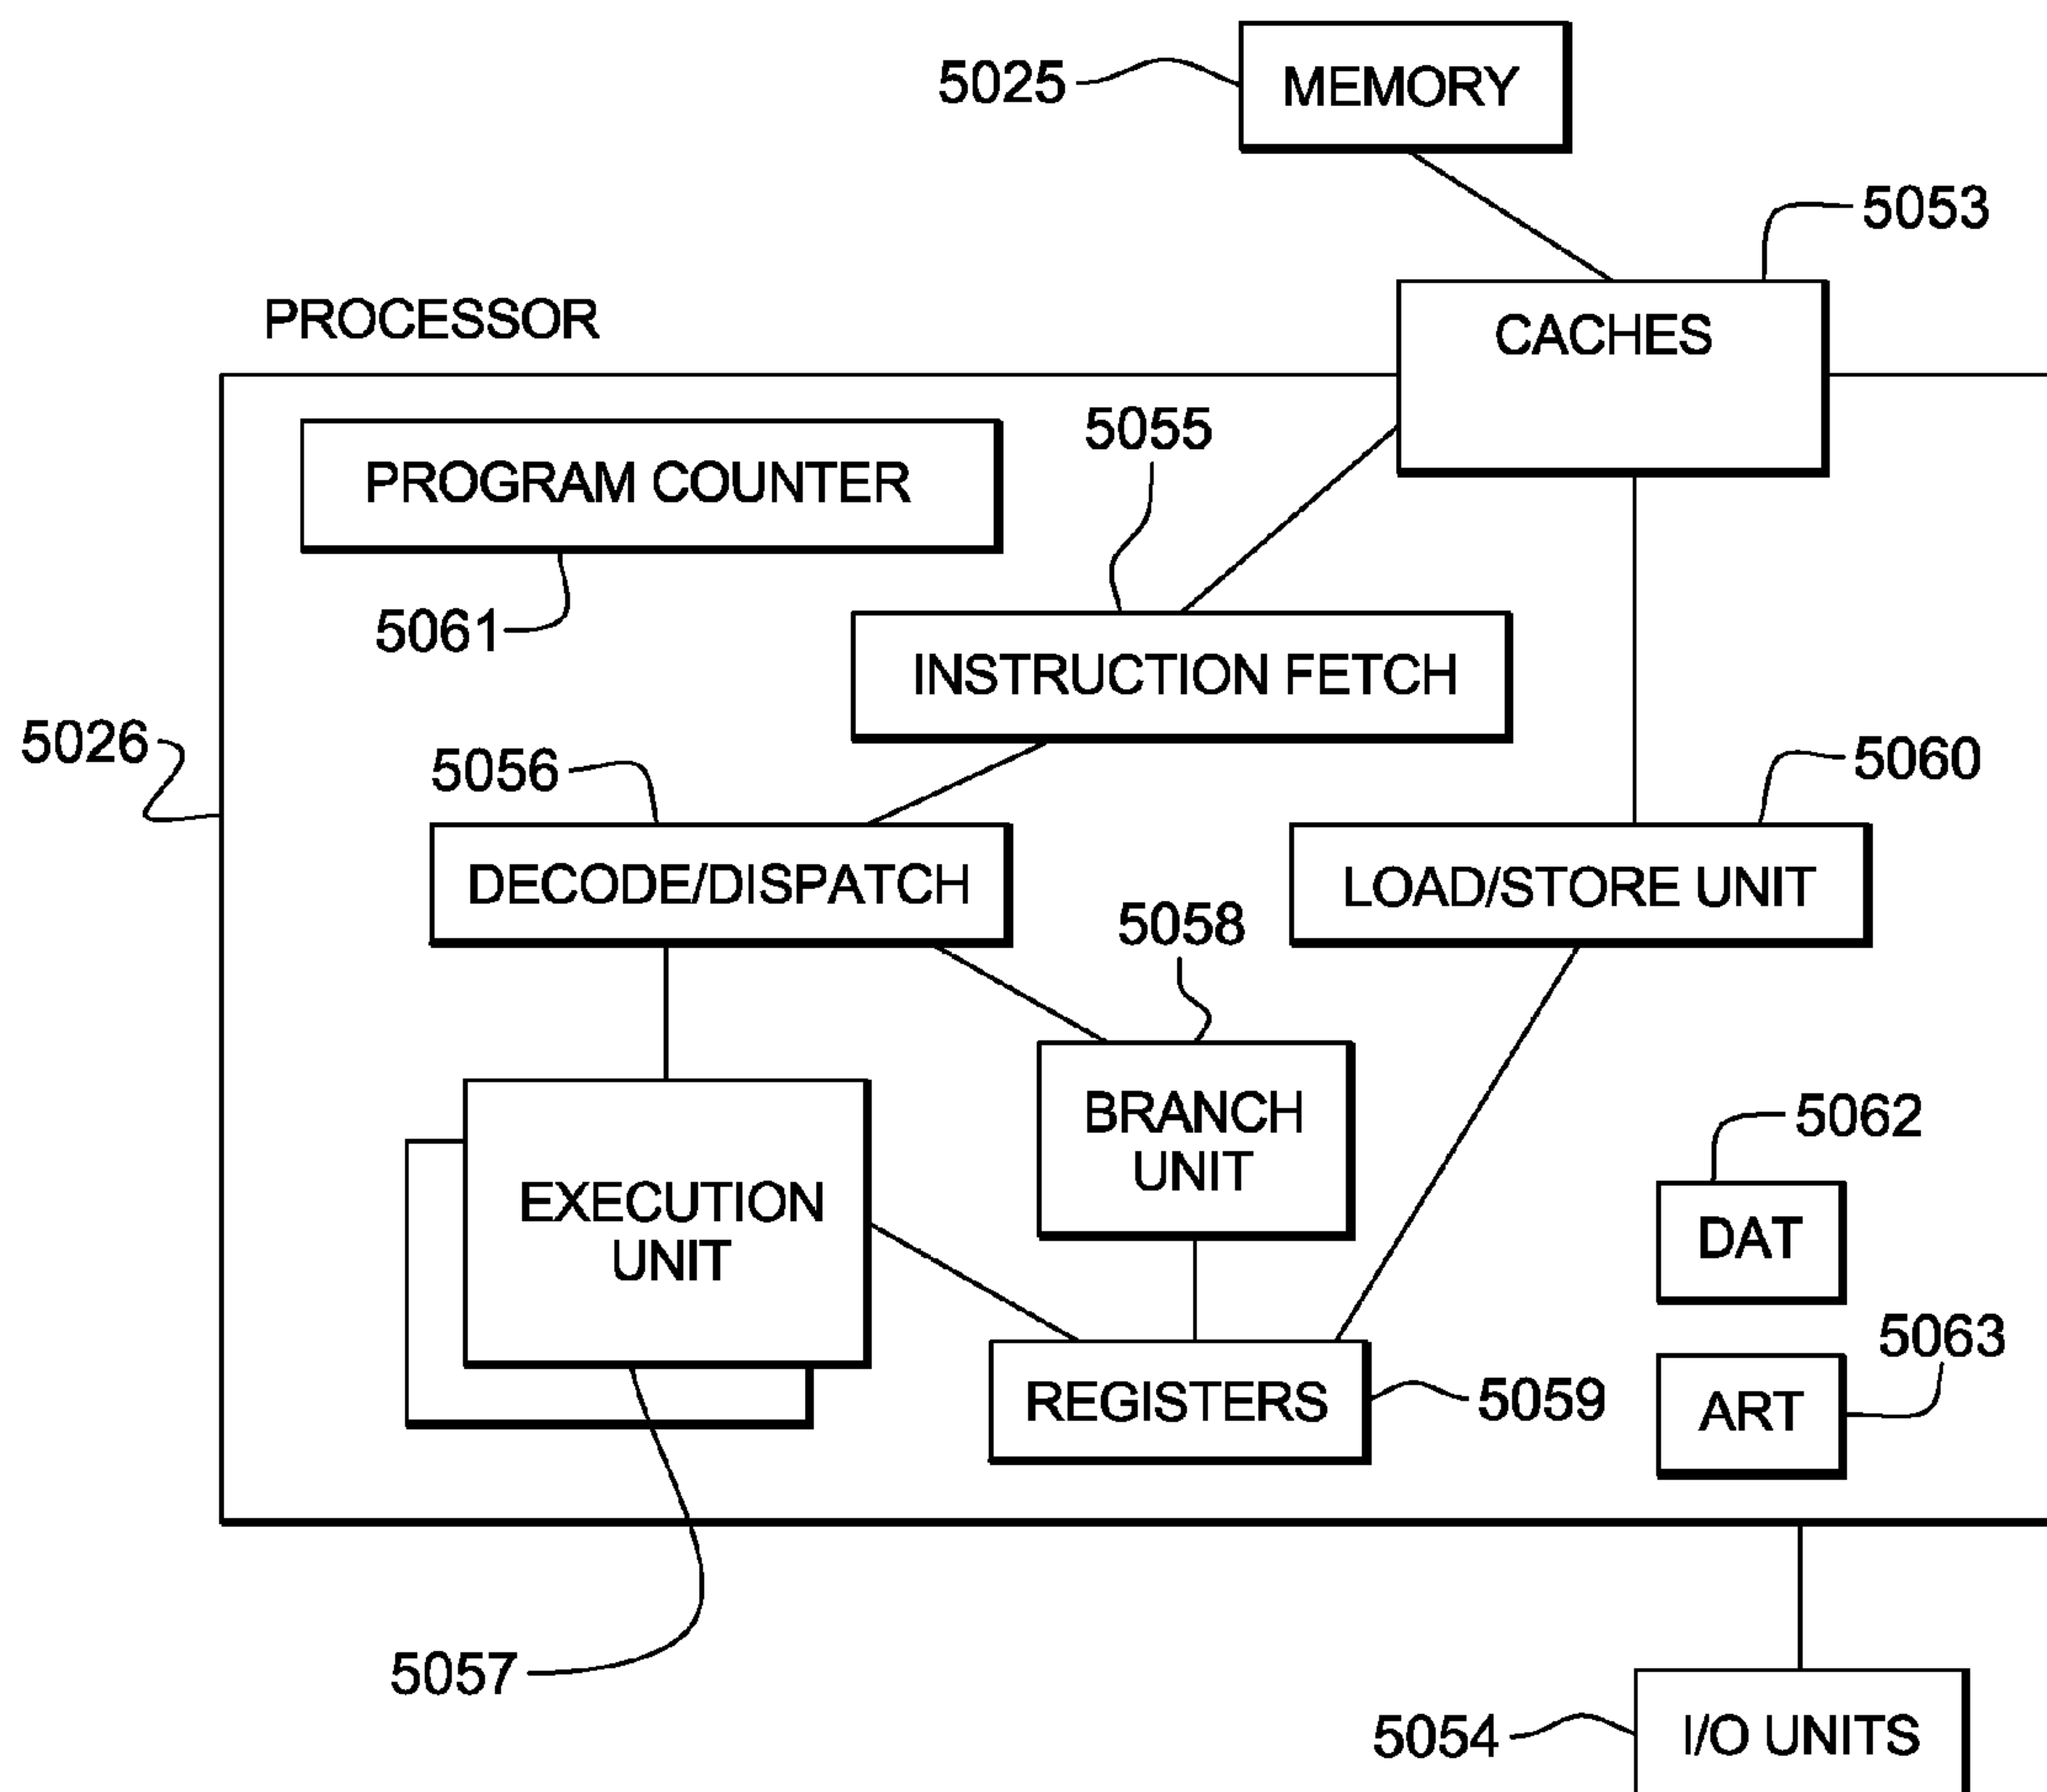 5025
MEMORY
5053
PROCESSOR
CACHES
5055
PROGRAM COUNTER
5061
INSTRUCTION FETCH
5026
5056
5060
DECODE/DISPATCH
LOAD/STORE UNIT
5058
BRANCH
UNIT
5062
EXECUTION
UNIT
DAT
5063
REGISTERS
5059
ART
5057
5054
I/O UNITS